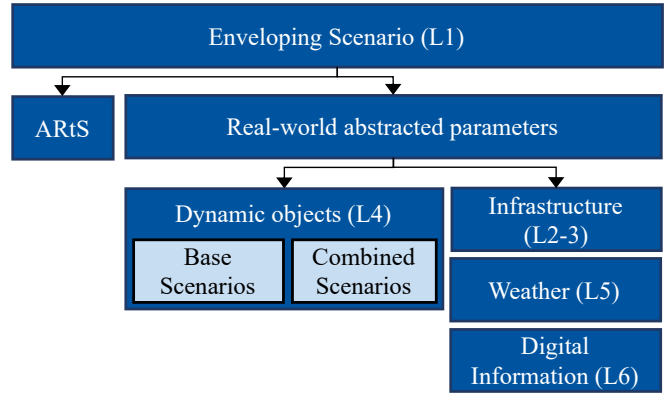 Enveloping Scenario (L1)
ARtS
Real-world abstracted parameters
Dynamic objects (L4)
Base
Scenarios
Combined
Scenarios
Infrastructure
(L2-3)
Weather (L5)
Digital
Information (L6)